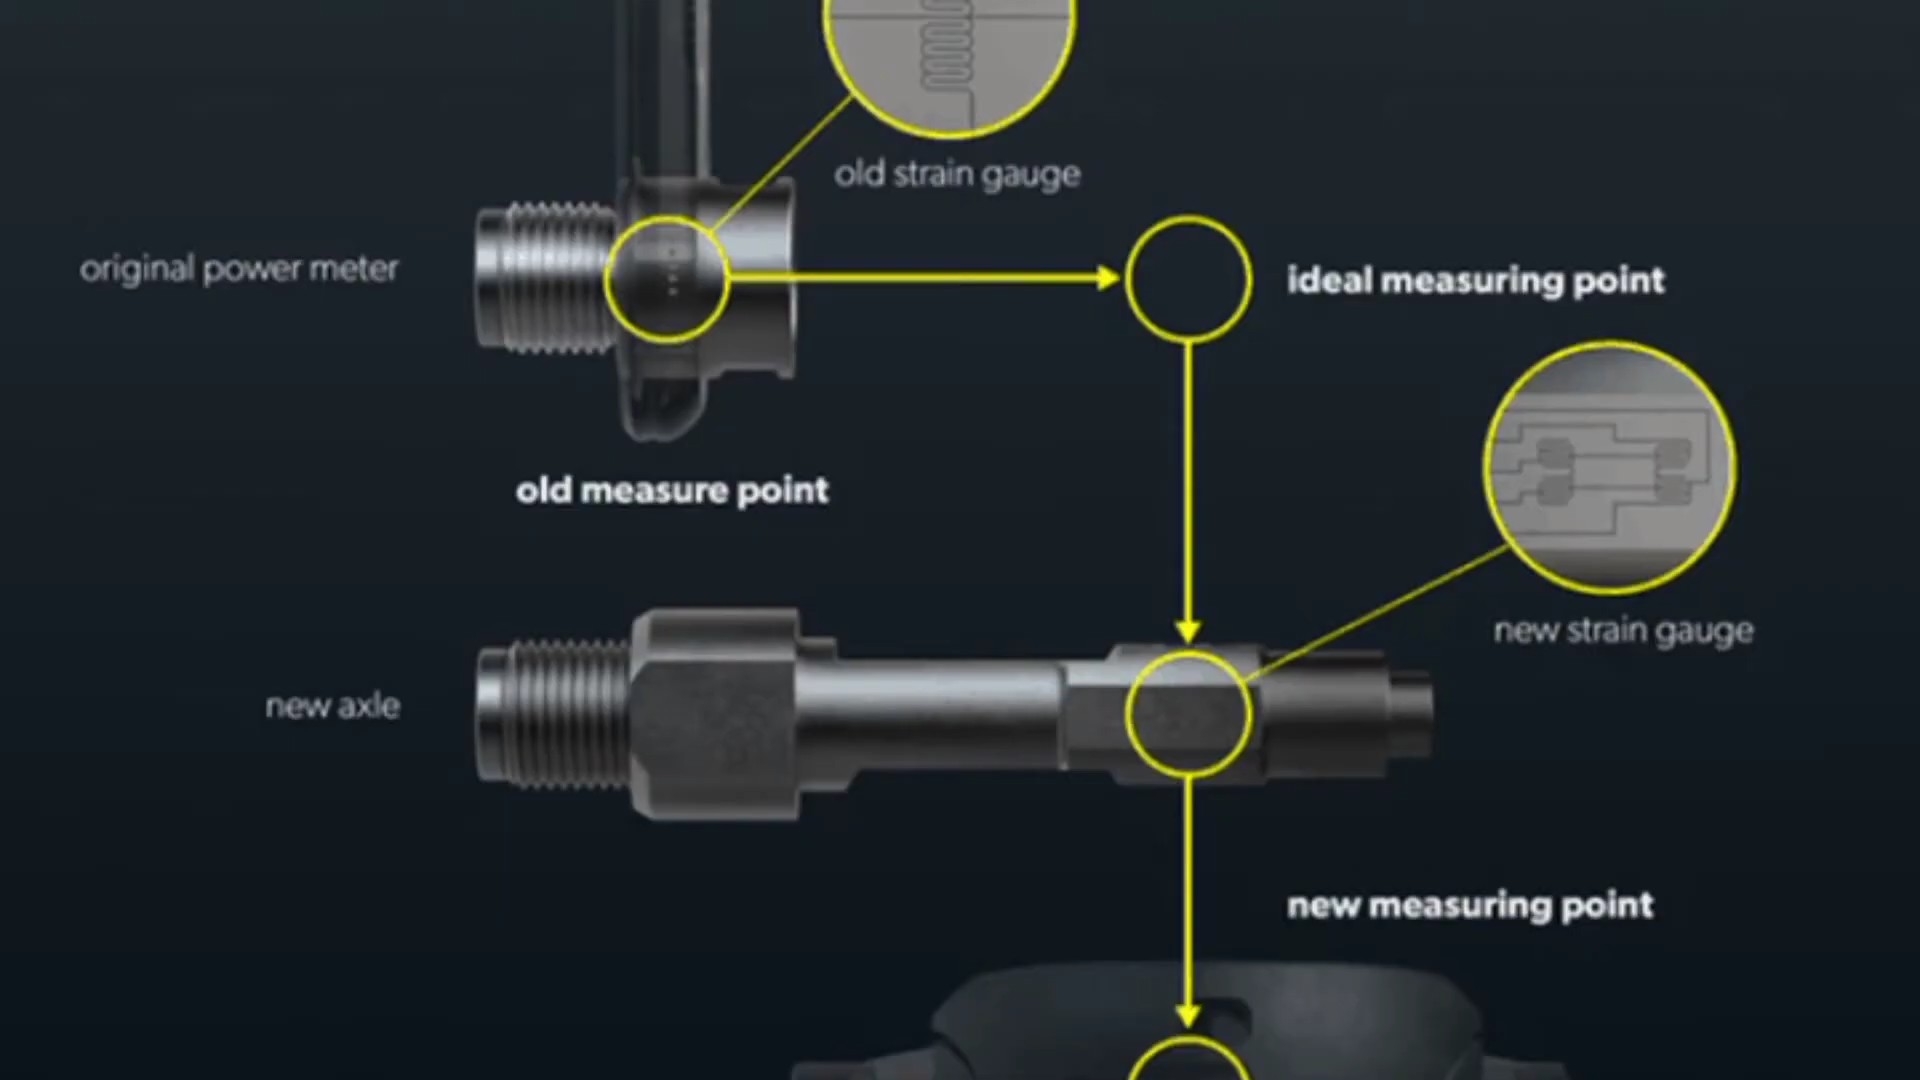 old strain gauge
original power meter
ideal measuring point
old measure point
new strain gauge
new axle
new measuring point